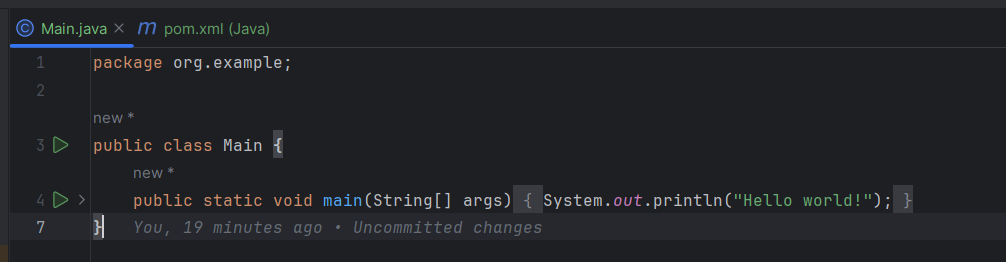 Main.java m pom.xml (Java)
1 package org.example;
2
new *
3 public class Main {
new *
4 public static void main(String[] args) { System.out.println("Hello world!"); }
7 } You, 19 minutes ago • Uncommitted changes